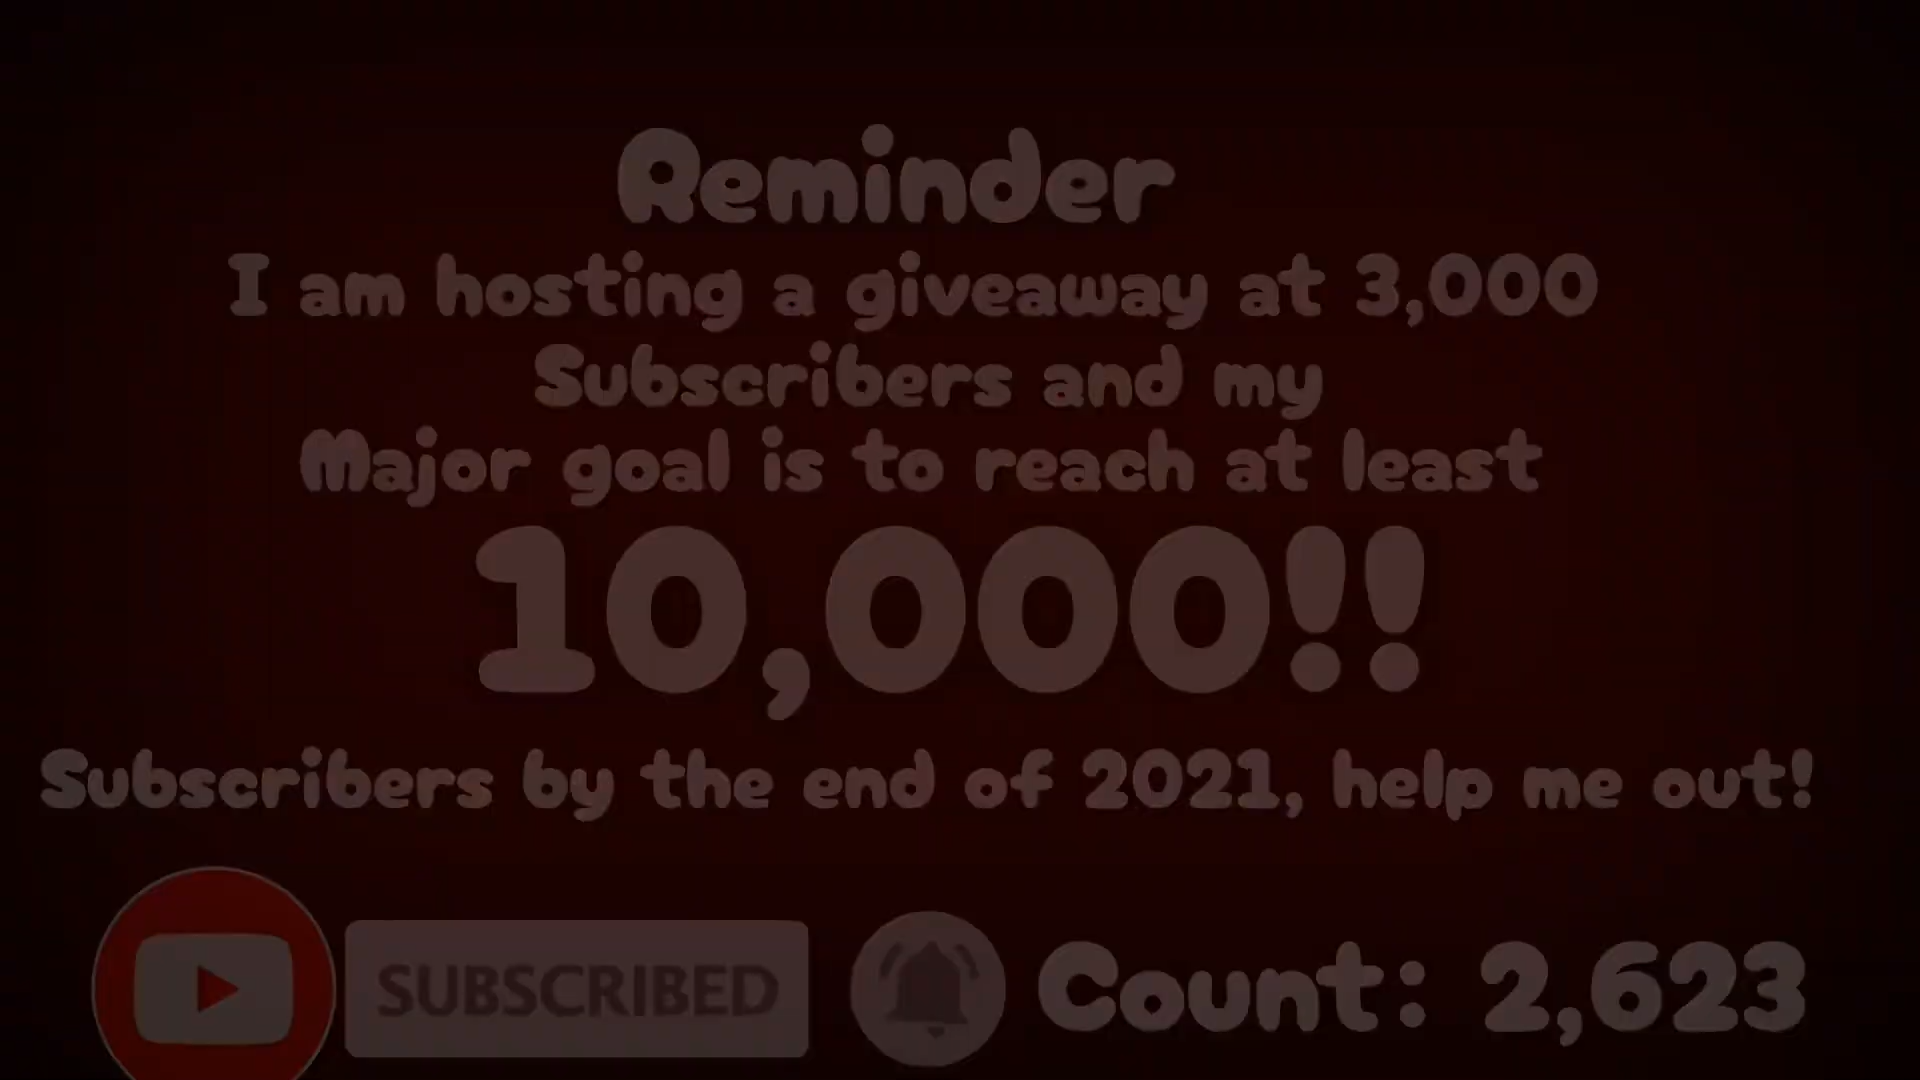 Reminder
I am hosting a giveaway at 3,000
Subscribers and my
Major goal is to reach at least
10,000!!
Subscribers by the end of 2021, help me out!
SUBSCRIBED
Count: 2,623